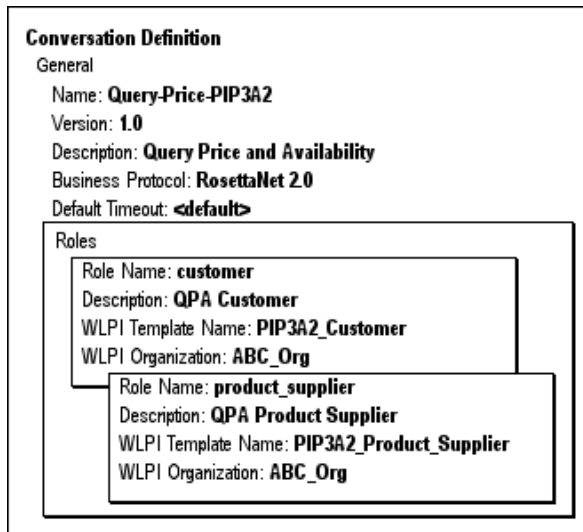 Conversation Definition
General
Name: Query-Price-PIP3A2
Version: 1.0
Description: Query Price and Availability
Business Protocol: RosettaNet 2.0
Default Timeout: <default>
Roles
Role Name: customer
Description: QPA Customer
WLPI Template Name: PIP3A2_Customer
WLPI Organization: ABC_Org
Role Name: product_supplier
Description: QPA Product Supplier
WLPI Template Name: PIP3A2_Product_Supplier
WLPI Organization: ABC_Org